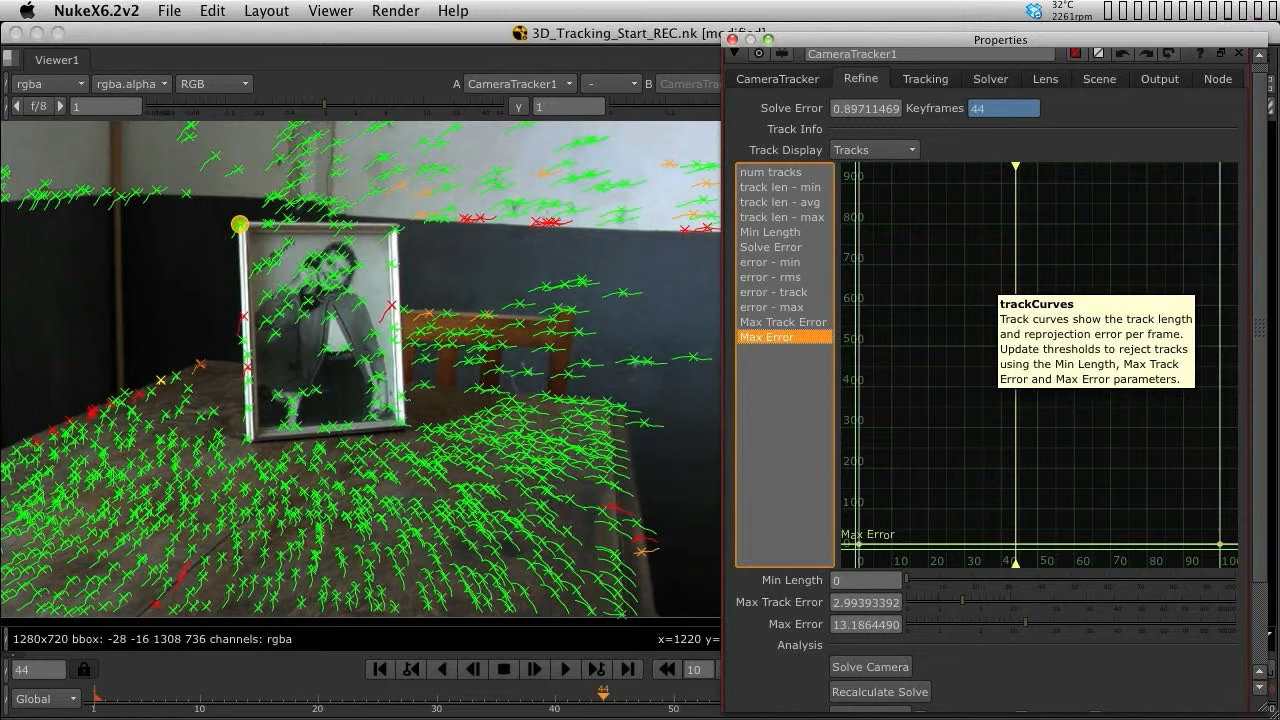 NukeX6.2v2 File Edit Layout Viewer Render Help
32°C
2261rpm
3D_Tracking_Start_REC.nk [modified]
Properties
Viewer1
CameraTracker1
rgba rgba.alpha RGB A CameraTracker1 - B CameraTra
f/8 1 y 1
CameraTracker Refine Tracking Solver Lens Scene Output Node
Solve Error 0.89711469 Keyframes 44
Track Info
Track Display Tracks
num tracks
track len - min
track len - avg
track len - max
Min Length
Solve Error
error - min
error - rms
error - track
error - max
Max Track Error
Max Error
900
800
700
600
500
400
300
200
100
0
Max Error
0 10 20 30 40 50 60 70 80 90 100
trackCurves
Track curves show the track length
and reprojection error per frame.
Update thresholds to reject tracks
using the Min Length, Max Track
Error and Max Error parameters.
Min Length 0
Max Track Error 2.99393392
Max Error 13.1864490
Analysis
Solve Camera
Recalculate Solve
1280x720 bbox: -28 -16 1308 736 channels: rgba x=1220 y=
44 10
Global 1 10 20 30 40 44 50